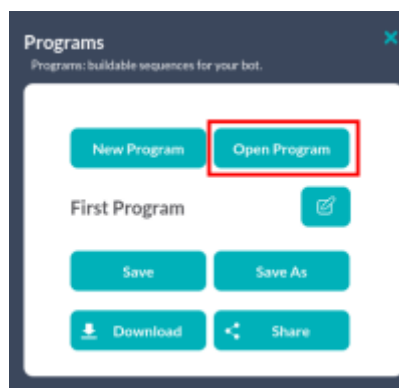 Programs
Programs: buildable sequences for your bot.
New Program
Open Program
First Program
Save
Save As
Download
Share